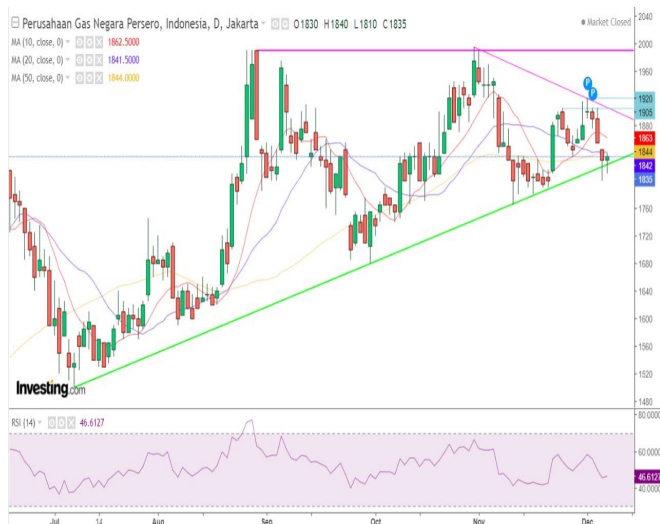 Perusahaan Gas Negara Persero, Indonesia, D, Jakarta O1830 H1840 L1810 C1835
Market Closed
MA (10, close, 0) 1862.5000
MA (20, close, 0) 1841.5000
MA (50, close, 0) 1844.0000
2040
2000
1960
1920
1905
1880
1863
1844
1842
1835
1760
1720
1680
1640
1600
1560
1520
1480
P
P
Investing.com
RSI (14) 46.6127
80.0000
60.0000
46.6127
40.0000
Jul 14 Aug Sep Oct Nov Dec